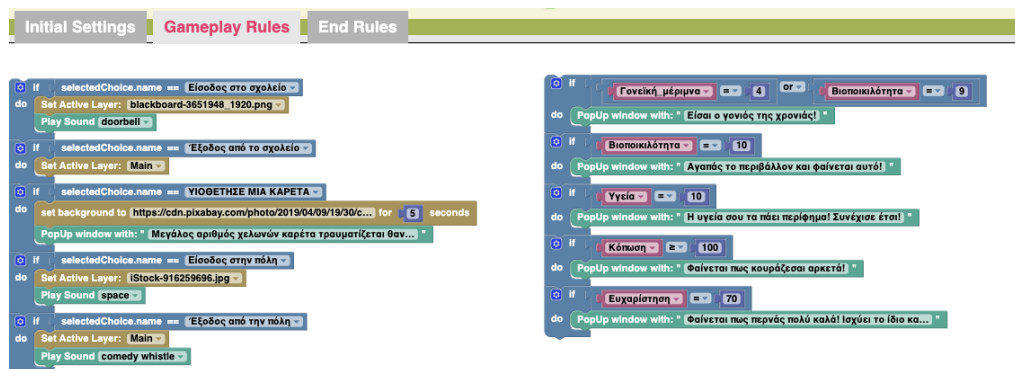 Initial Settings Gameplay Rules End Rules
if selectedChoice.name == Είσοδος στο σχολείο
do Set Active Layer: blackboard-3651948_1920.png
Play Sound doorbell
if selectedChoice.name == Έξοδος από το σχολείο
do Set Active Layer: Main
if selectedChoice.name == ΥΙΟΘΕΤΗΣΕ ΜΙΑ ΚΑΡΕΤΑ
do set background to https://cdn.pixabay.com/photo/2019/04/09/19/30/c... for 5 seconds
PopUp window with: " Μεγάλος αριθμός χελωνών καρέτα τραυματίζεται θαν... "
if selectedChoice.name == Είσοδος στην πόλη
do Set Active Layer: iStock-916259696.jpg
Play Sound space
if selectedChoice.name == Έξοδος από την πόλη
do Set Active Layer: Main
Play Sound comedy whistle
if Γονεϊκή_μέριμνα = 4 or Βιοποικιλότητα = 9
do PopUp window with: " Είσαι ο γονιός της χρονιάς! "
if Βιοποικιλότητα = 10
do PopUp window with: " Αγαπάς το περιβάλλον και φαίνεται αυτό! "
if Υγεία = 10
do PopUp window with: " Η υγεία σου τα πάει περίφημα! Συνέχισε έτσι! "
if Κόπωση ≥ 100
do PopUp window with: " Φαίνεται πως κουράζεσαι αρκετά! "
if Ευχαρίστηση = 70
do PopUp window with: " Φαίνεται πως περνάς πολύ καλά! Ισχύει το ίδιο κα... "